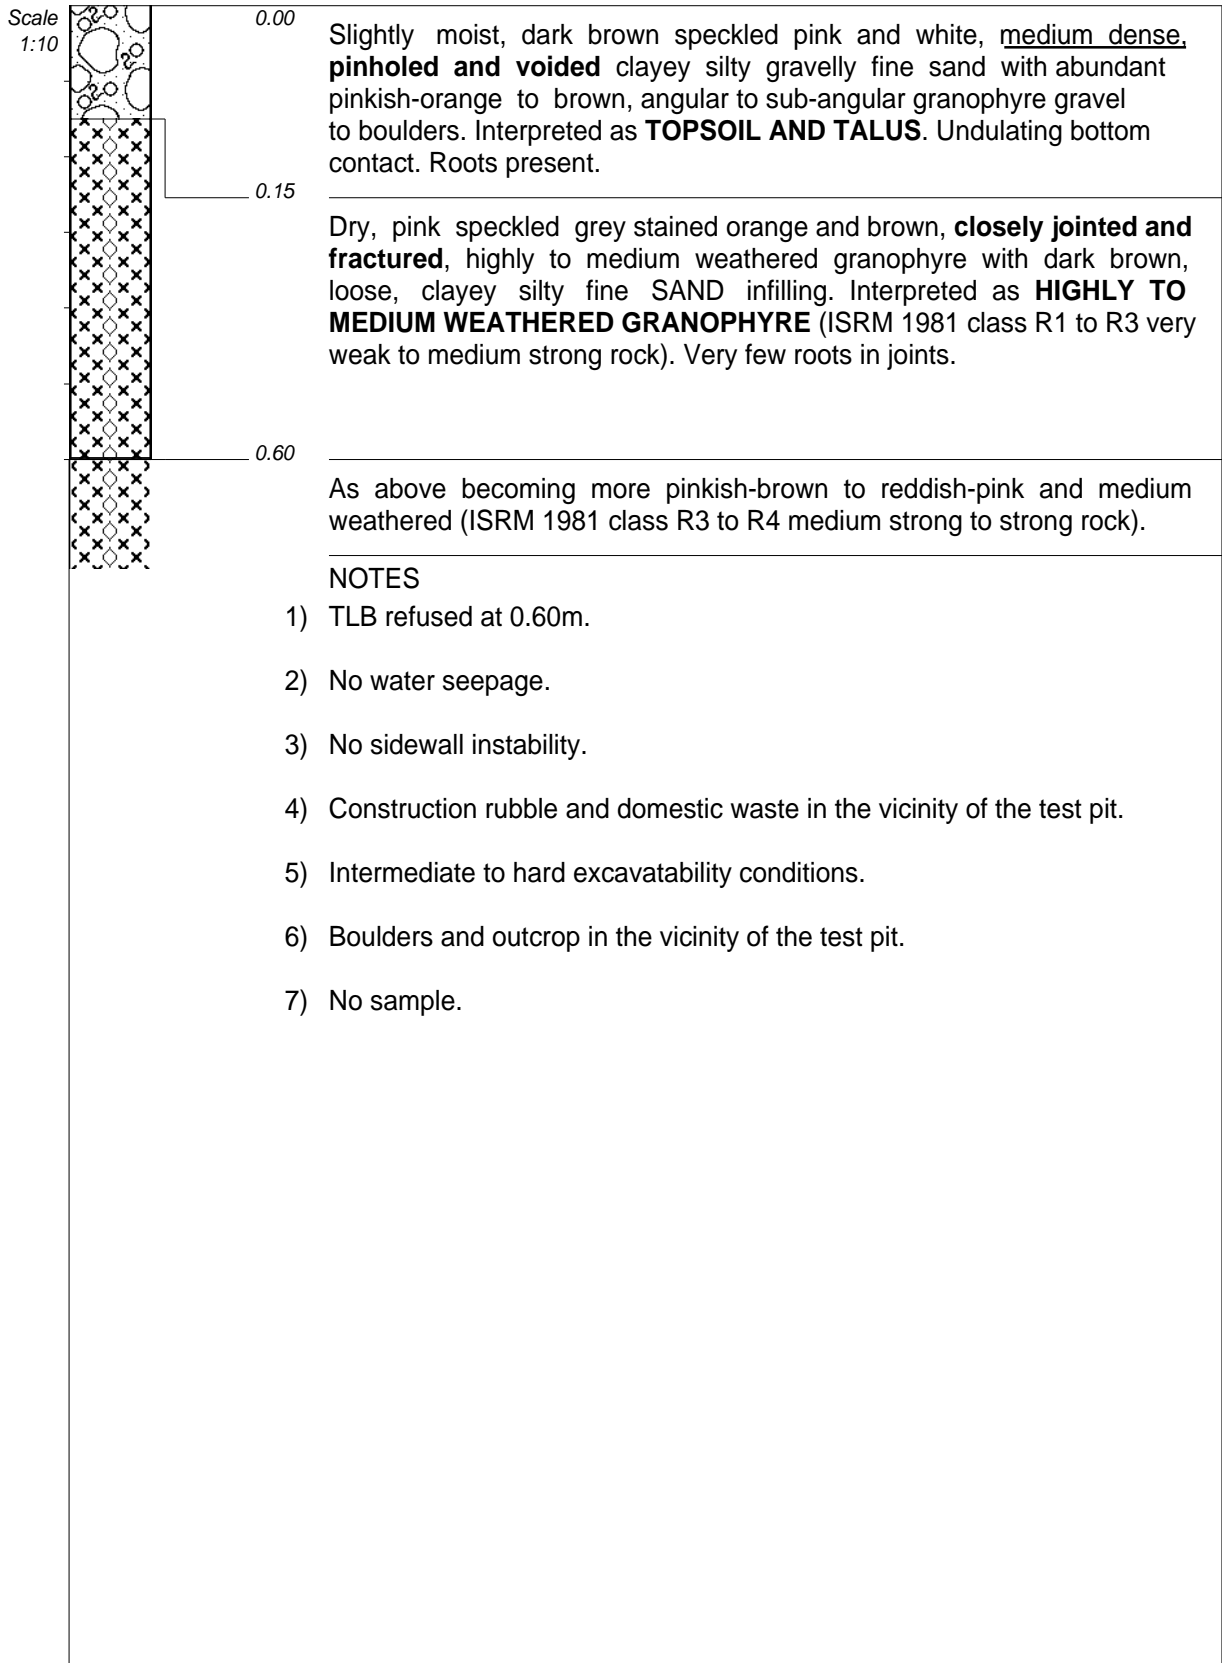 Scale
1:10
0.00
Slightly moist, dark brown speckled pink and white, medium dense,
pinholed and voided clayey silty gravelly fine sand with abundant
pinkish-orange to brown, angular to sub-angular granophyre gravel
to boulders. Interpreted as TOPSOIL AND TALUS. Undulating bottom
contact. Roots present.
0.15
Dry, pink speckled grey stained orange and brown, closely jointed and
fractured, highly to medium weathered granophyre with dark brown,
loose, clayey silty fine SAND infilling. Interpreted as HIGHLY TO
MEDIUM WEATHERED GRANOPHYRE (ISRM 1981 class R1 to R3 very
weak to medium strong rock). Very few roots in joints.
0.60
As above becoming more pinkish-brown to reddish-pink and medium
weathered (ISRM 1981 class R3 to R4 medium strong to strong rock).
NOTES
1) TLB refused at 0.60m.
2) No water seepage.
3) No sidewall instability.
4) Construction rubble and domestic waste in the vicinity of the test pit.
5) Intermediate to hard excavatability conditions.
6) Boulders and outcrop in the vicinity of the test pit.
7) No sample.